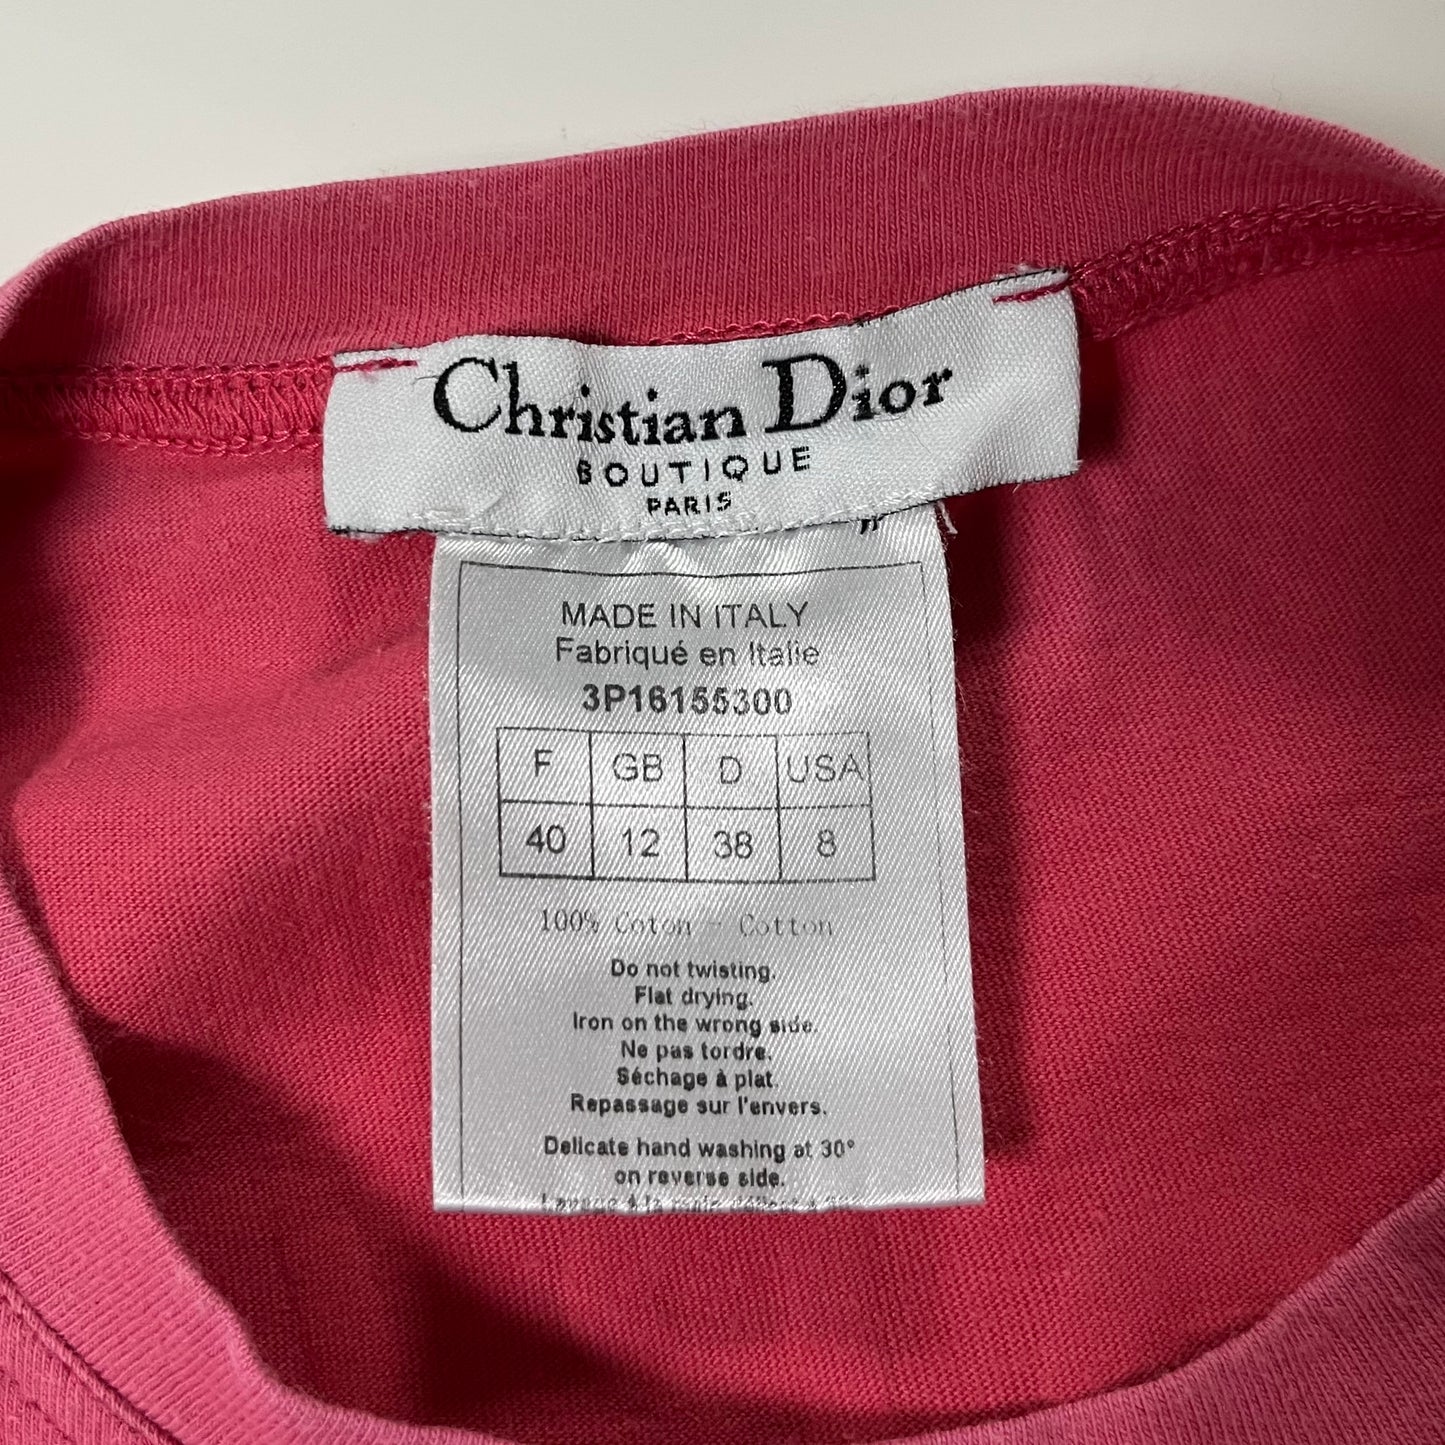 Christian Dior
BOUTIQUE
PARIS
MADE IN ITALY
Fabriqué en Italie
3P16155300
F GB D USA
40 12 38 8
100% Coton - Cotton
Do not twisting.
Flat drying.
Iron on the wrong side.
Ne pas tordre.
Séchage à plat.
Repassage sur l'envers.
Delicate hand washing at 30°
on reverse side.